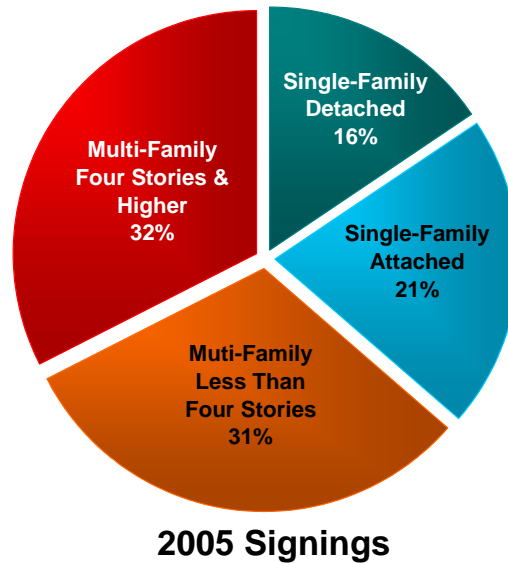 Single-Family
Detached
16%
Multi-Family
Four Stories &
Higher
32%
Single-Family
Attached
21%
Muti-Family
Less Than
Four Stories
31%
2005 Signings